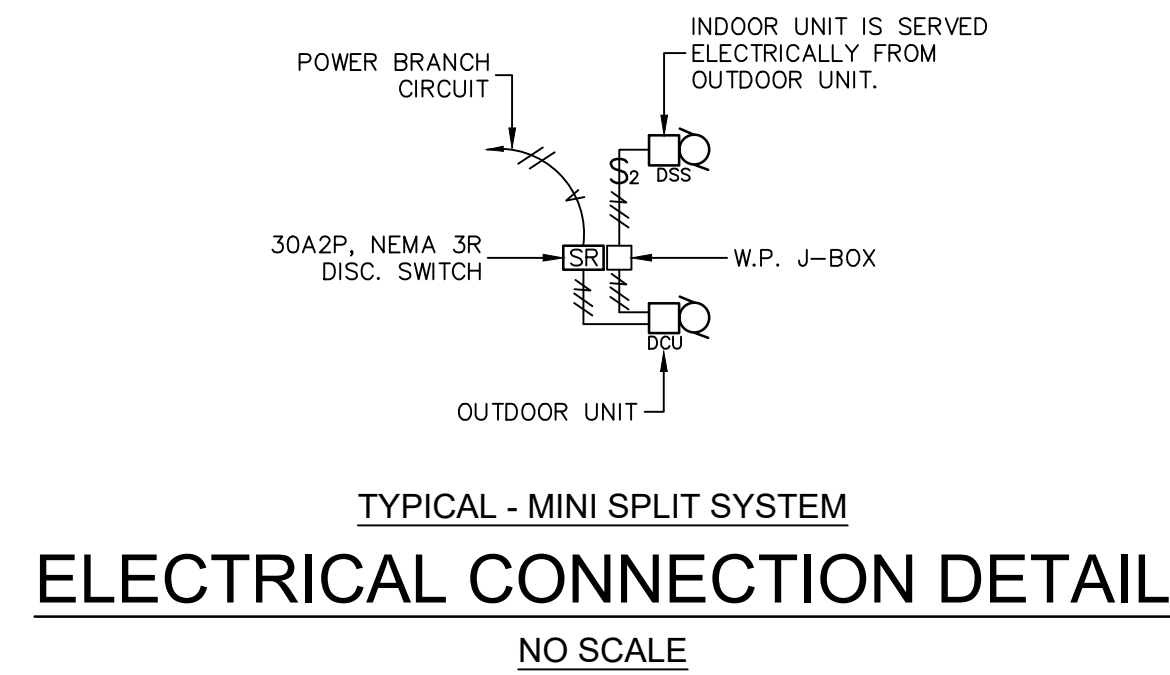 INDOOR UNIT IS SERVED
ELECTRICALLY FROM
OUTDOOR UNIT.
POWER BRANCH
CIRCUIT
S2
DSS
30A2P, NEMA 3R
DISC. SWITCH
SR
W.P. J-BOX
DCU
OUTDOOR UNIT
TYPICAL - MINI SPLIT SYSTEM
ELECTRICAL CONNECTION DETAIL
NO SCALE